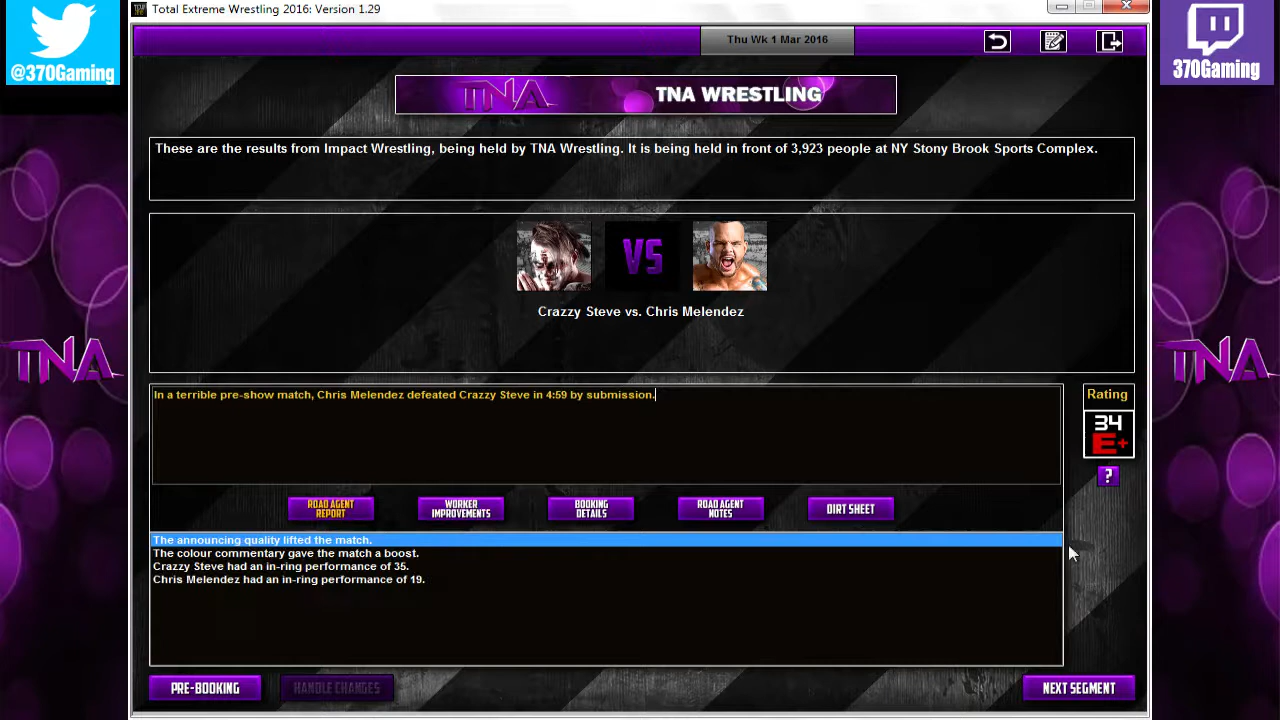 Total Extreme Wrestling 2016: Version 1.29
@370Gaming
370Gaming
Thu Wk 1 Mar 2016
TNA
TNA WRESTLING
These are the results from Impact Wrestling, being held by TNA Wrestling. It is being held in front of 3,923 people at NY Stony Brook Sports Complex.
VS
Crazzy Steve vs. Chris Melendez
TNA
TNA
In a terrible pre-show match, Chris Melendez defeated Crazzy Steve in 4:59 by submission.
Rating
34
E+
?
ROAD AGENT
REPORT
WORKER
IMPROVEMENTS
BOOKING
DETAILS
ROAD AGENT
NOTES
DIRT SHEET
The announcing quality lifted the match.
The colour commentary gave the match a boost.
Crazzy Steve had an in-ring performance of 35.
Chris Melendez had an in-ring performance of 19.
PRE-BOOKING
HANDLE CHANGES
NEXT SEGMENT